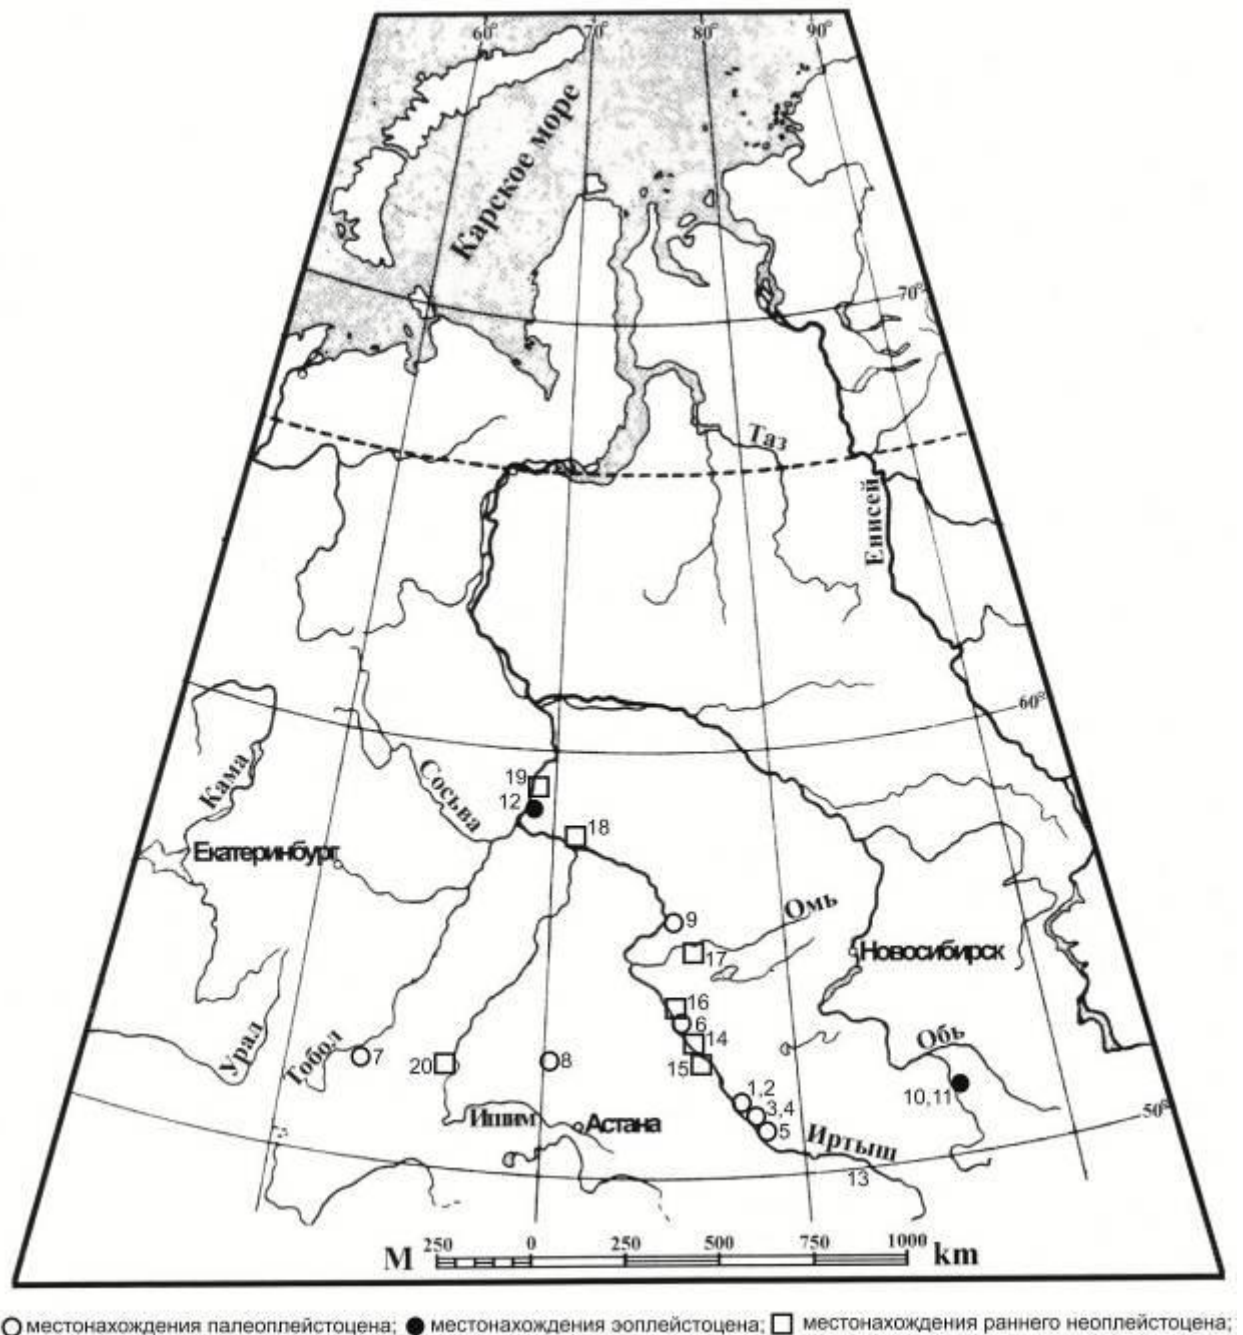 60° 70° 80° 90°
Карское море
70°
Таз
Енисей
60°
Кама
Сосьва
19
12
18
Екатеринбург
9
Омь
17
Новосибирск
16
6
14
15
Урал
Тобол
7
20
8
Обь
10,11
1,2
3,4
5
Ишим
Астана
Иртыш
13
50°
М 250 0 250 500 750 1000 km
местонахождения палеоплейстоцена; местонахождения эоплейстоцена; местонахождения раннего неоплейстоцена;